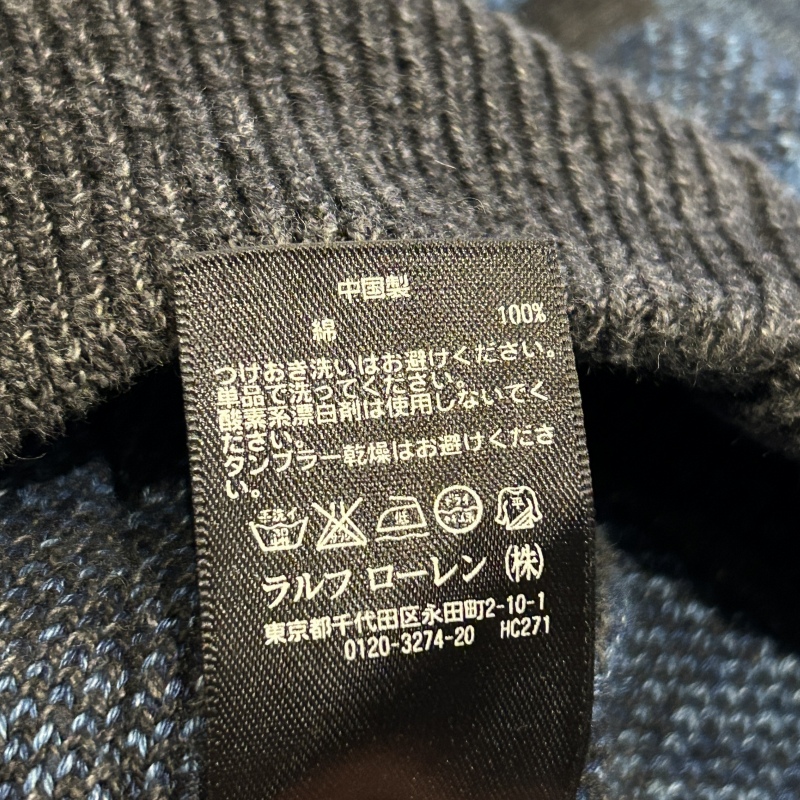 中国製
綿 100%
つけおき洗いはお避けください。
単品で洗ってください。
酸素系漂白剤は使用しないでく
ださい。
タンブラー乾燥はお避けくださ
い。
ラルフ ローレン (株)
東京都千代田区永田町2-10-1
0120-3274-20 HC271